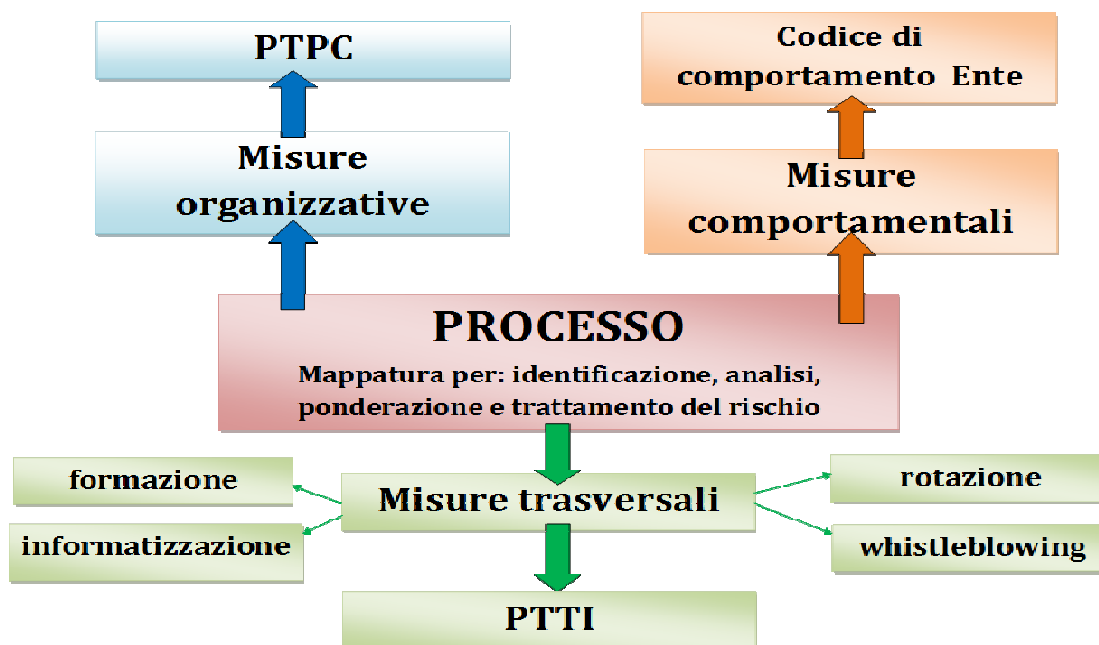 PTPC
Codice di
comportamento Ente
Misure
organizzative
Misure
comportamentali
PROCESSO
Mappatura per: identificazione, analisi,
ponderazione e trattamento del rischio
formazione
informatizzazione
Misure trasversali
rotazione
whistleblowing
PTTI